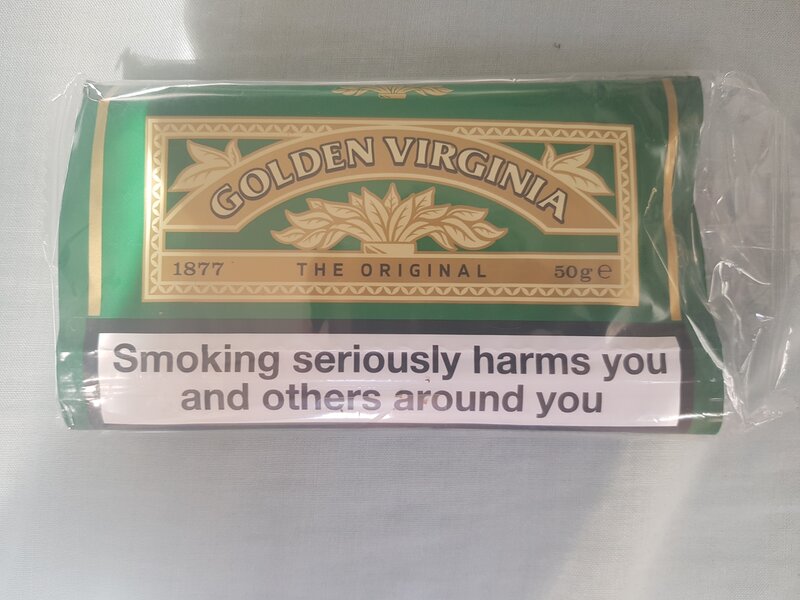 GOLDEN VIRGINIA
1877 THE ORIGINAL 50g℮
Smoking seriously harms you
and others around you